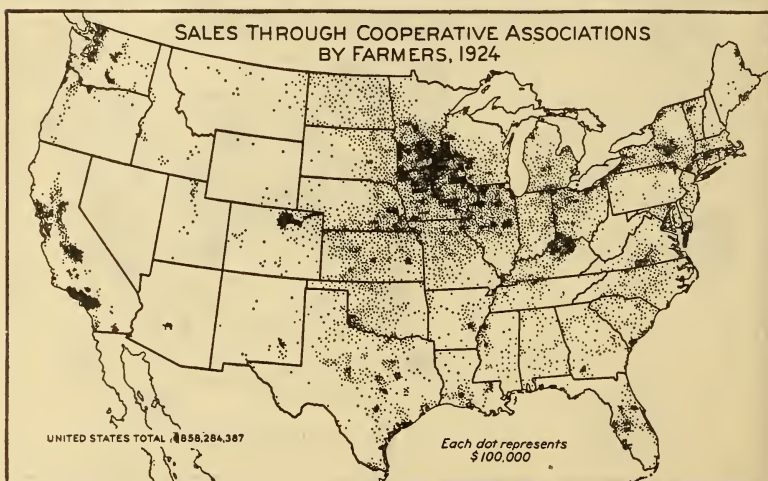 SALES THROUGH COOPERATIVE ASSOCIATIONS
BY FARMERS, 1924
UNITED STATES TOTAL, $858,284,387
Each dot represents
$100,000